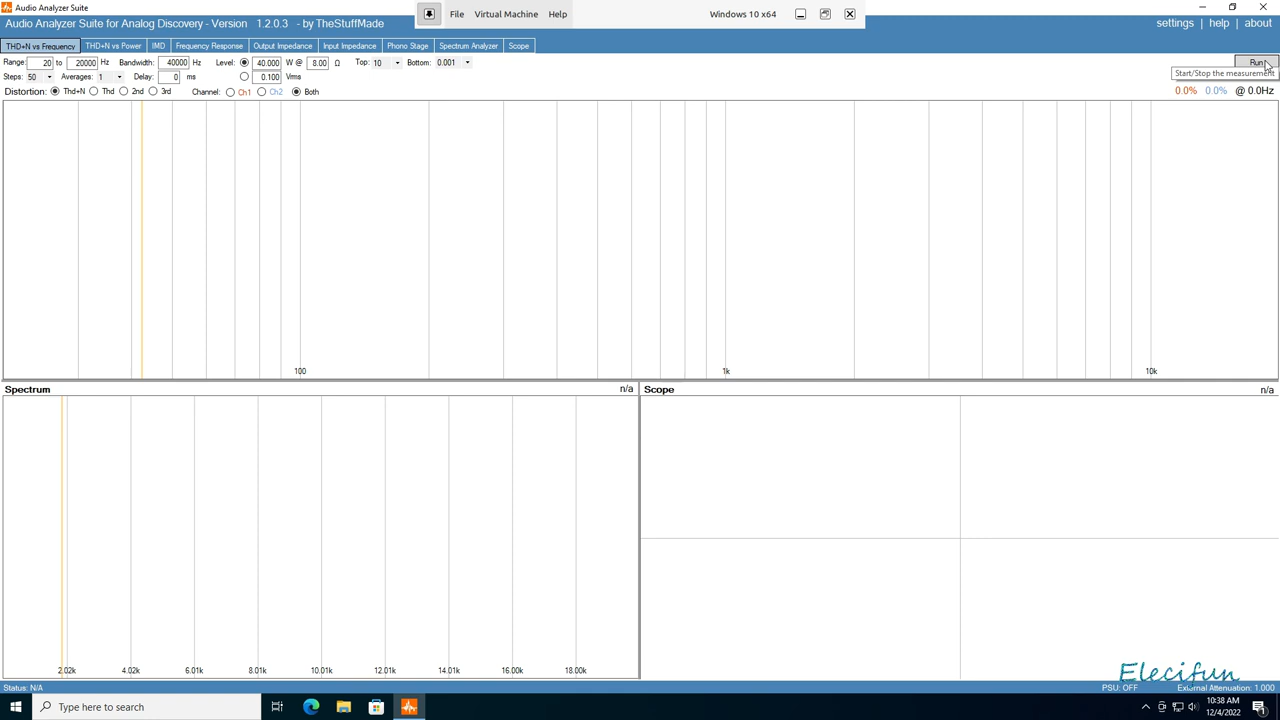 Audio Analyzer Suite
File Virtual Machine Help Windows 10 x64
Audio Analyzer Suite for Analog Discovery - Version 1.2.0.3 - by TheStuffMade
settings | help | about
THD+N vs Frequency THD+N vs Power IMD Frequency Response Output Impedance Input Impedance Phono Stage Spectrum Analyzer Scope
Range: 20 to 20000 Hz Bandwidth: 40000 Hz Level: 40.000 W @ 8.00 Ω Top: 10 Bottom: 0.001 Run
Steps: 50 Averages: 1 Delay: 0 ms 0.100 Vrms
Start/Stop the measurement
Distortion: Thd+N Thd 2nd 3rd Channel: Ch1 Ch2 Both
0.0% 0.0% @ 0.0Hz
100 1k 10k
Spectrum n/a
Scope n/a
2.02k 4.02k 6.01k 8.01k 10.01k 12.01k 14.01k 16.00k 18.00k
Elecifun
Status: N/A PSU: OFF External Attenuation: 1.000
Type here to search
10:38 AM
12/4/2022
1